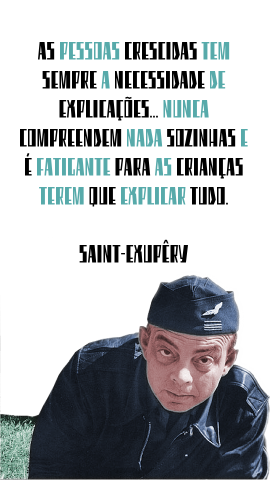 AS PESSOAS CRESCIDAS TEM
SEMPRE A NECESSIDADE DE
EXPLICAÇÕES... NUNCA
COMPREENDEM NADA SOZINHAS E
É FATIGANTE PARA AS CRIANÇAS
TEREM QUE EXPLICAR TUDO.
SAINT-EXUPÊRY